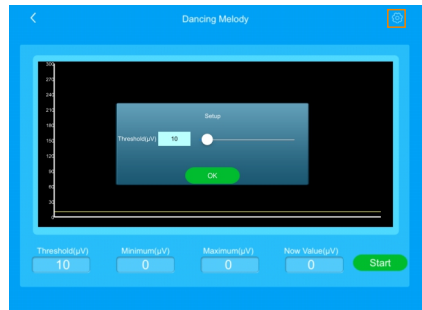 Dancing Melody
300
270
240
210
180
150
120
90
60
30
0
Setup
Threshold(μV) 10
OK
Threshold(μV) Minimum(μV) Maximum(μV) Now Value(μV)
10 0 0 0 Start